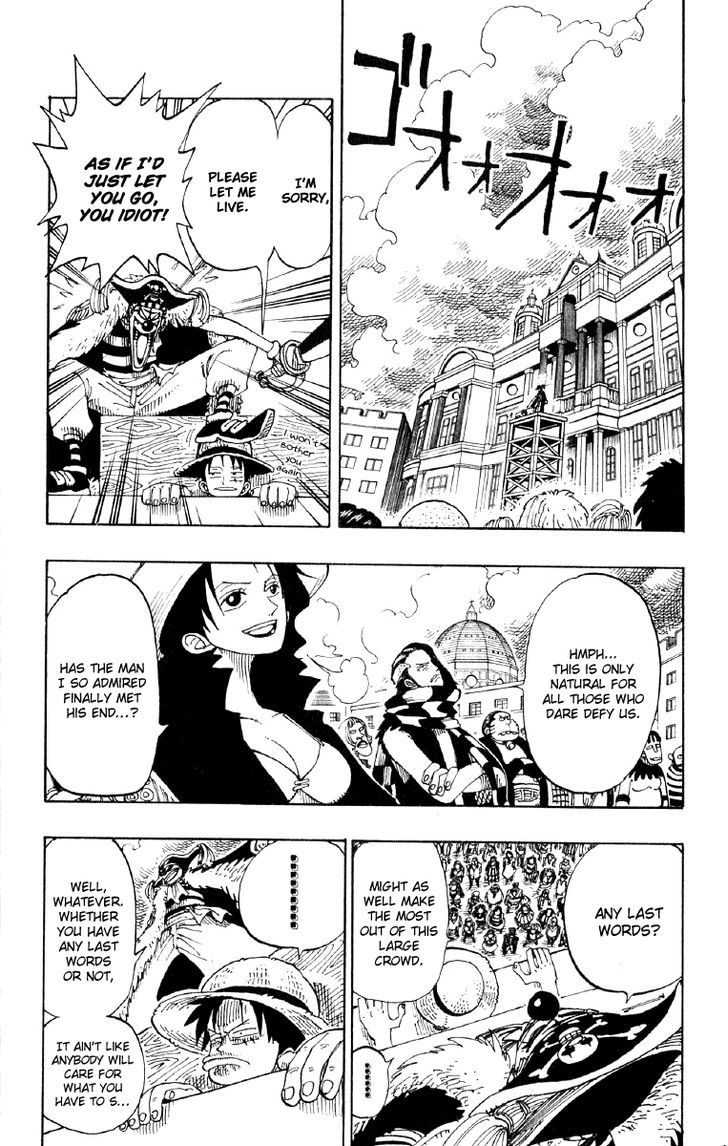 ゴオオオオオ
I'M
SORRY,
PLEASE
LET ME
LIVE.
AS IF I'D
JUST LET
YOU GO,
YOU IDIOT!
I won't
bother
you
again
HMPH...
THIS IS ONLY
NATURAL FOR
ALL THOSE WHO
DARE DEFY US.
HAS THE MAN
I SO ADMIRED
FINALLY MET
HIS END...?
ANY LAST
WORDS?
MIGHT AS
WELL MAKE
THE MOST
OUT OF THIS
LARGE
CROWD.
......
........
WELL,
WHATEVER.
WHETHER YOU
HAVE ANY LAST
WORDS
OR NOT,
IT AIN'T LIKE
ANYBODY WILL
CARE FOR
WHAT YOU
HAVE TO S...